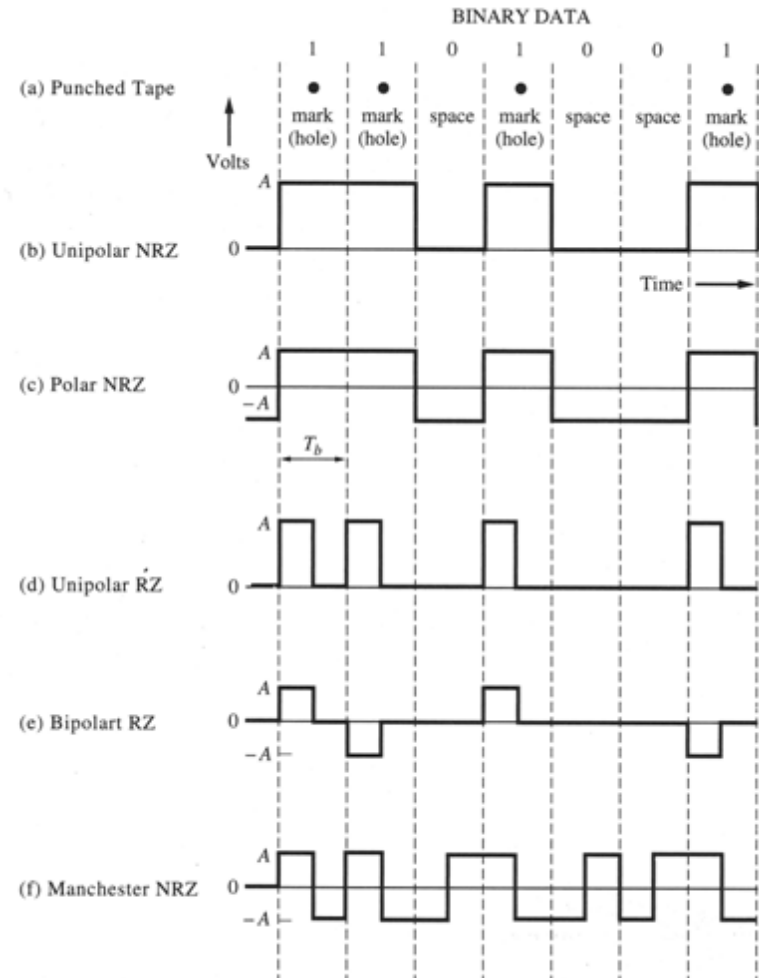 BINARY DATA
1 1 0 1 0 0 1
(a) Punched Tape
mark mark space mark space space mark
(hole) (hole) (hole) (hole)
Volts
A
(b) Unipolar NRZ 0
Time
A
(c) Polar NRZ 0
−A
T_b
A
(d) Unipolar RZ 0
A
(e) Bipolart RZ 0
−A
A
(f) Manchester NRZ 0
−A